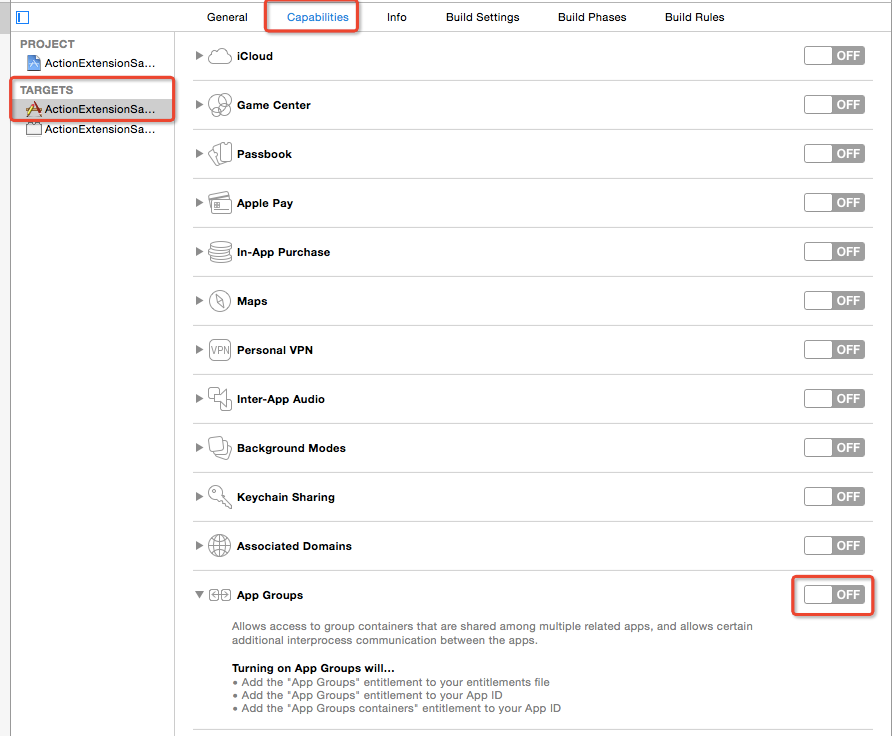 General Capabilities Info Build Settings Build Phases Build Rules
PROJECT
ActionExtensionSa...
TARGETS
ActionExtensionSa...
ActionExtensionSa...
iCloud OFF
Game Center OFF
Passbook OFF
Apple Pay OFF
In-App Purchase OFF
Maps OFF
VPN Personal VPN OFF
Inter-App Audio OFF
Background Modes OFF
Keychain Sharing OFF
Associated Domains OFF
App Groups OFF
Allows access to group containers that are shared among multiple related apps, and allows certain
additional interprocess communication between the apps.
Turning on App Groups will...
• Add the "App Groups" entitlement to your entitlements file
• Add the "App Groups" entitlement to your App ID
• Add the "App Groups containers" entitlement to your App ID